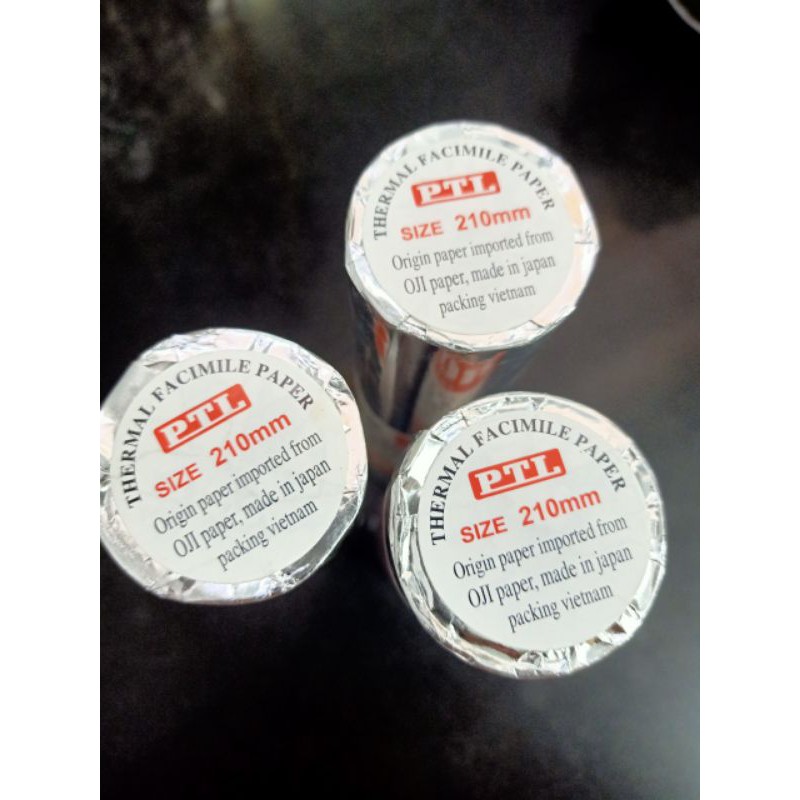 THERMAL FACIMILE PAPER
PTL
SIZE 210mm
Origin paper imported from
OJI paper, made in japan
packing vietnam
THERMAL FACIMILE PAPER
PTL
SIZE 210mm
Origin paper imported from
OJI paper, made in japan
packing vietnam
THERMAL FACIMILE PAPER
PTL
SIZE 210mm
Origin paper imported from
OJI paper, made in japan
packing vietnam